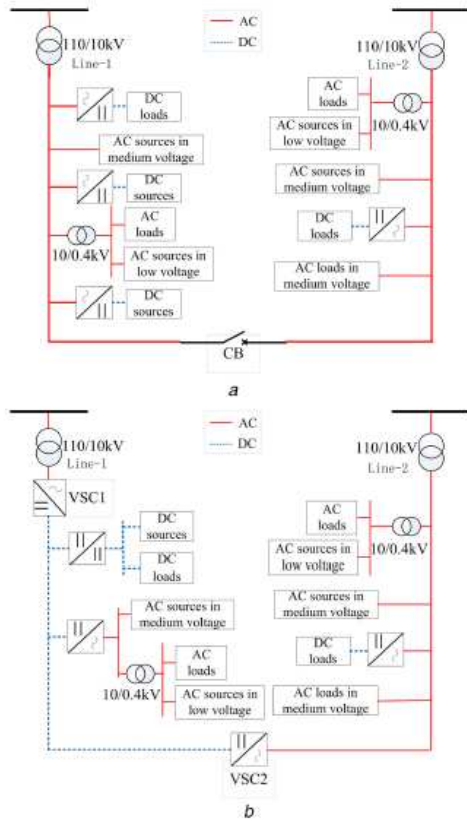 110/10kV
Line-1
AC
DC
110/10kV
Line-2
DC
loads
AC sources in
medium voltage
DC
sources
AC
loads
10/0.4kV
AC sources in
low voltage
DC
sources
AC
loads
AC sources in
low voltage
10/0.4kV
AC sources in
medium voltage
DC
loads
AC loads in
medium voltage
CB
a
110/10kV
Line-1
AC
DC
110/10kV
Line-2
VSC1
DC
sources
DC
loads
AC sources in
medium voltage
AC
loads
10/0.4kV
AC sources in
low voltage
AC
loads
AC sources in
low voltage
10/0.4kV
AC sources in
medium voltage
DC
loads
AC loads in
medium voltage
VSC2
b